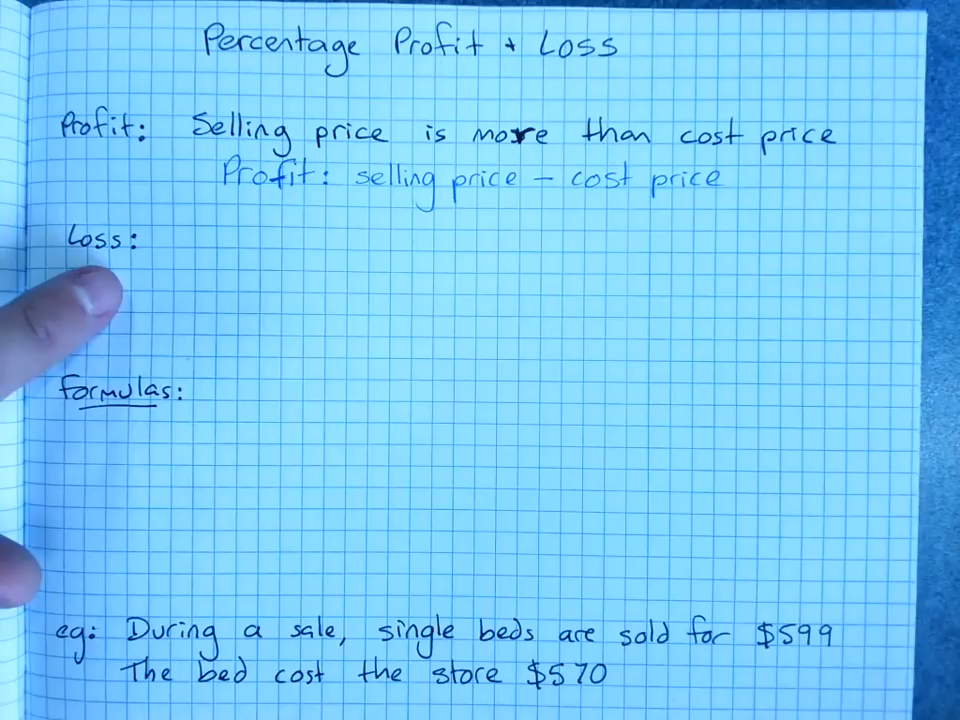 Percentage Profit + Loss
Profit: Selling price is more than cost price
Profit: selling price - cost price
Loss:
Formulas:
eg: During a sale, single beds are sold for $599
The bed cost the store $570